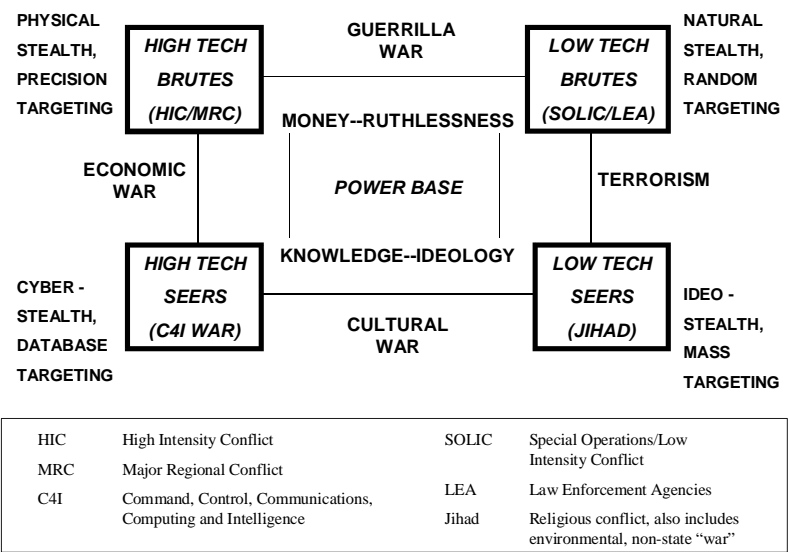 PHYSICAL
STEALTH,
PRECISION
TARGETING
HIGH TECH
BRUTES
(HIC/MRC)
GUERRILLA
WAR
LOW TECH
BRUTES
(SOLIC/LEA)
NATURAL
STEALTH,
RANDOM
TARGETING
MONEY--RUTHLESSNESS
ECONOMIC
WAR
POWER BASE
TERRORISM
KNOWLEDGE--IDEOLOGY
CYBER -
STEALTH,
DATABASE
TARGETING
HIGH TECH
SEERS
(C4I WAR)
CULTURAL
WAR
LOW TECH
SEERS
(JIHAD)
IDEO -
STEALTH,
MASS
TARGETING
HIC High Intensity Conflict
MRC Major Regional Conflict
C4I Command, Control, Communications,
Computing and Intelligence
SOLIC Special Operations/Low
Intensity Conflict
LEA Law Enforcement Agencies
Jihad Religious conflict, also includes
environmental, non-state “war”